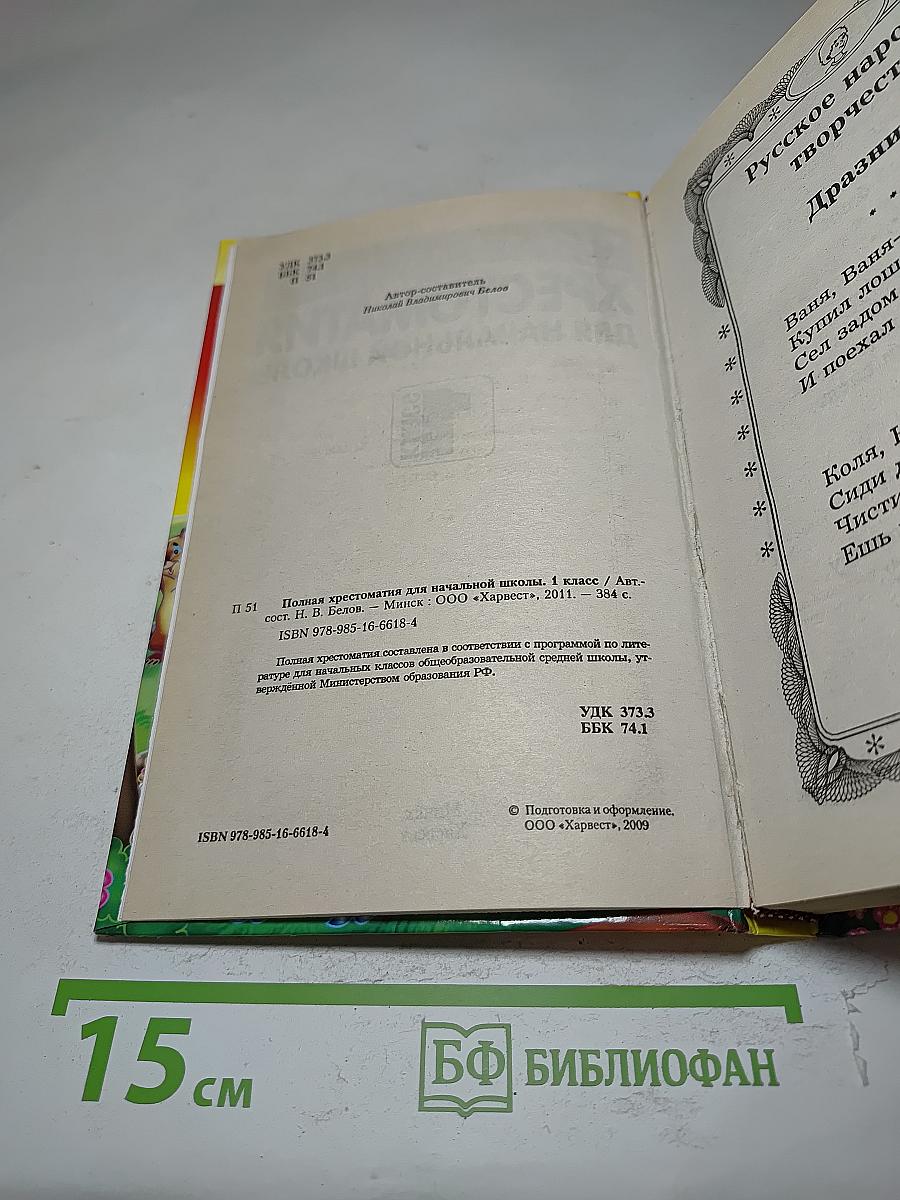 УДК 373.3
ББК 74.1
П 51
Автор-составитель
Николай Владимирович Белов
П 51
Полная хрестоматия для начальной школы. 1 класс / Авт.-
сост. Н. В. Белов. — Минск : ООО «Харвест», 2011. — 384 с.
ISBN 978-985-16-6618-4
Полная хрестоматия составлена в соответствии с программой по лите-
ратуре для начальных классов общеобразовательной средней школы, ут-
верждённой Министерством образования РФ.
УДК 373.3
ББК 74.1
ISBN 978-985-16-6618-4
© Подготовка и оформление.
ООО «Харвест», 2009
Русское наро
творчест
Дразни
* *
Ваня, Ваня-
Купил лош
Сел задом
И поехал
Коля,
Сиди
Чисти
Ешь
15 см
БФ БИБЛИОФАН